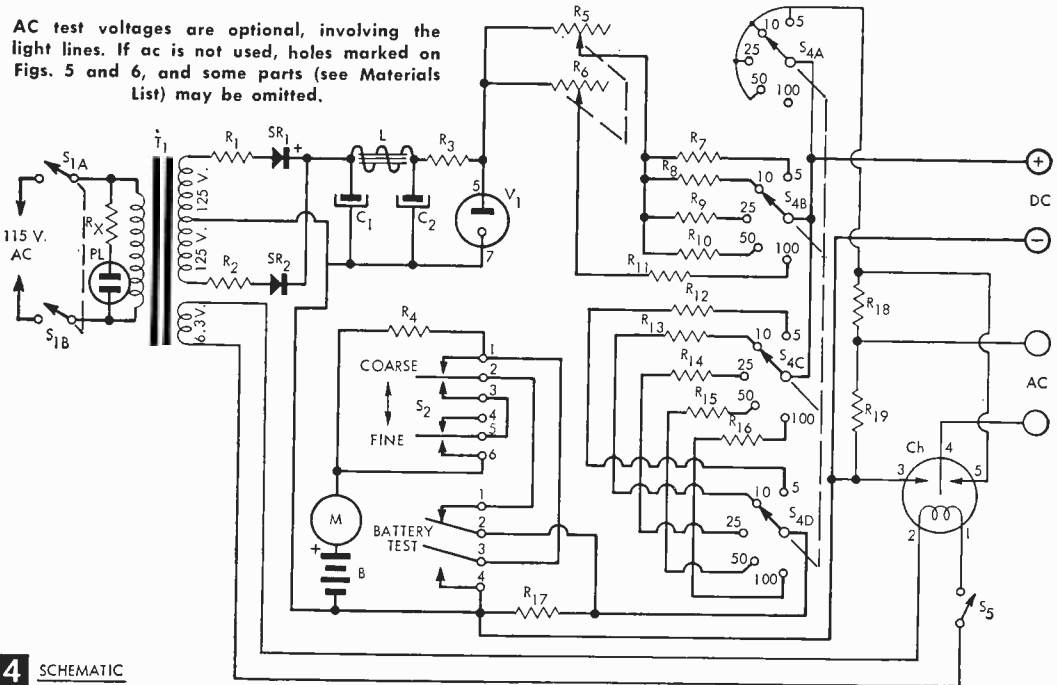 AC test voltages are optional, involving the
light lines. If ac is not used, holes marked on
Figs. 5 and 6, and some parts (see Materials
List) may be omitted.
S1A
115 V.
AC
RX
PL
S1B
T1
125 V.
125 V.
6.3V.
R1
SR1
+
R2
SR2
L
C1
C2
R3
5
V1
7
R5
R6
R7
R8
R9
R10
R11
5
10
25
50
100
S4B
10
5
25
50
100
S4A
+
DC
−
R12
R13
R14
R15
R16
5
10
25
50
100
S4C
5
10
25
50
100
S4D
R18
R19
AC
Ch
4
3
5
2
1
S5
R4
COARSE
S2
FINE
1
2
3
4
5
6
BATTERY
TEST
1
2
3
4
M
+
B
R17
4 SCHEMATIC